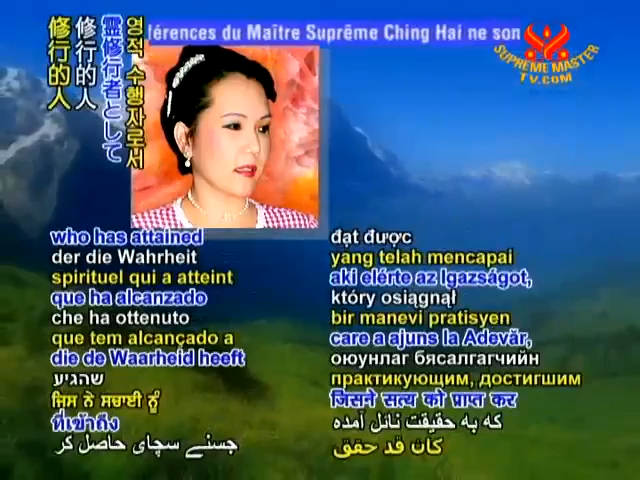 férences du Maître Suprême Ching Hai ne son
SUPREME MASTER
TV.COM
영적 수행자로서
霊修行者として
修行的人
修行的人
who has attained
der die Wahrheit
spirituel qui a atteint
que ha alcanzado
che ha ottenuto
que tem alcançado a
die de Waarheid heeft
שהגיע
ਜਿਸ ਨੇ ਸਚਾਈ ਨੂੰ
ที่เข้าถึง
جسنے سچای حاصل کر
đạt được
yang telah mencapai
aki elérte az Igazságot,
który osiągnął
bir manevi pratisyen
care a ajuns la Adevăr,
оюунлаг бясалгагчийн
практикующим, достигшим
जिसने सत्य को प्राप्त कर
که به حقیقت نائل آمده
كان قد حقق